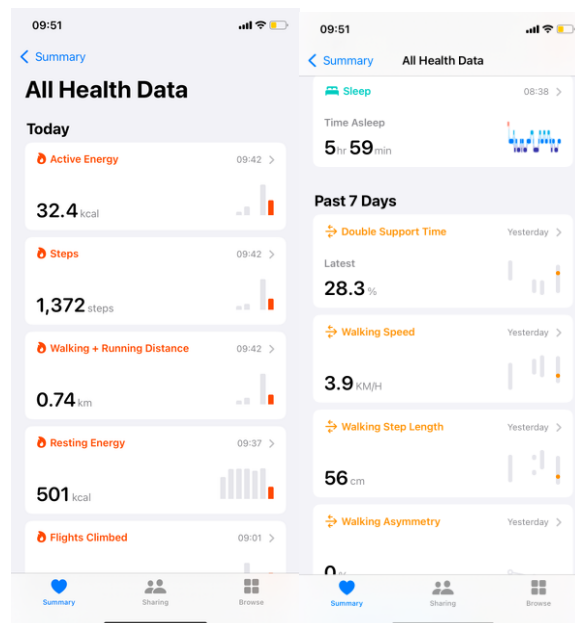 09:51
Summary
All Health Data
Today
Active Energy 09:42
32.4 kcal
Steps 09:42
1,372 steps
Walking + Running Distance 09:42
0.74 km
Resting Energy 09:37
501 kcal
Flights Climbed 09:01
Summary Sharing Browse
09:51
Summary All Health Data
Sleep 08:38
Time Asleep
5 hr 59 min
Past 7 Days
Double Support Time Yesterday
Latest
28.3 %
Walking Speed Yesterday
3.9 KM/H
Walking Step Length Yesterday
56 cm
Walking Asymmetry Yesterday
Summary Sharing Browse